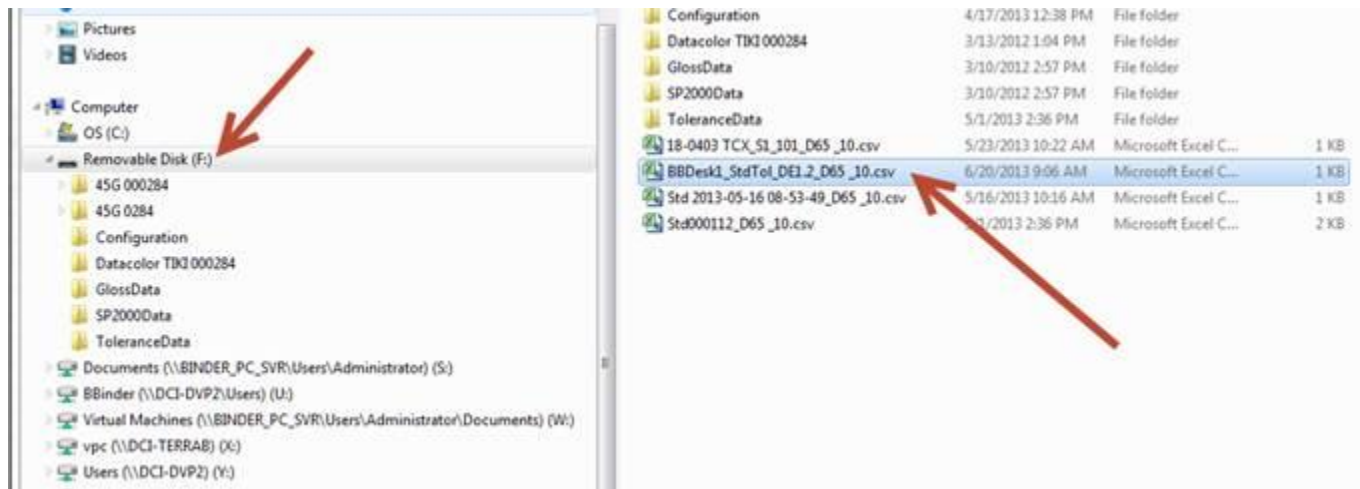 Pictures
Videos
Computer
OS (C:)
Removable Disk (F:)
45G 000284
45G 0284
Configuration
Datacolor TIKI 000284
GlossData
SP2000Data
ToleranceData
Documents (\\BINDER_PC_SVR\Users\Administrator) (S:)
BBinder (\\DCI-DVP2\Users) (U:)
Virtual Machines (\\BINDER_PC_SVR\Users\Administrator\Documents) (W:)
vpc (\\DCI-TERRAB) (X:)
Users (\\DCI-DVP2) (Y:)
Configuration 4/17/2013 12:38 PM File folder
Datacolor TIKI 000284 3/13/2012 1:04 PM File folder
GlossData 3/10/2012 2:57 PM File folder
SP2000Data 3/10/2012 2:57 PM File folder
ToleranceData 5/1/2013 2:36 PM File folder
18-0403 TCX_S1_101_D65 _10.csv 5/23/2013 10:22 AM Microsoft Excel C... 1 KB
BBDesk1_StdTol_DE1.2_D65 _10.csv 6/20/2013 9:06 AM Microsoft Excel C... 1 KB
Std 2013-05-16 08-53-49_D65 _10.csv 5/16/2013 10:16 AM Microsoft Excel C... 1 KB
Std000112_D65 _10.csv 2:36 PM Microsoft Excel C... 2 KB